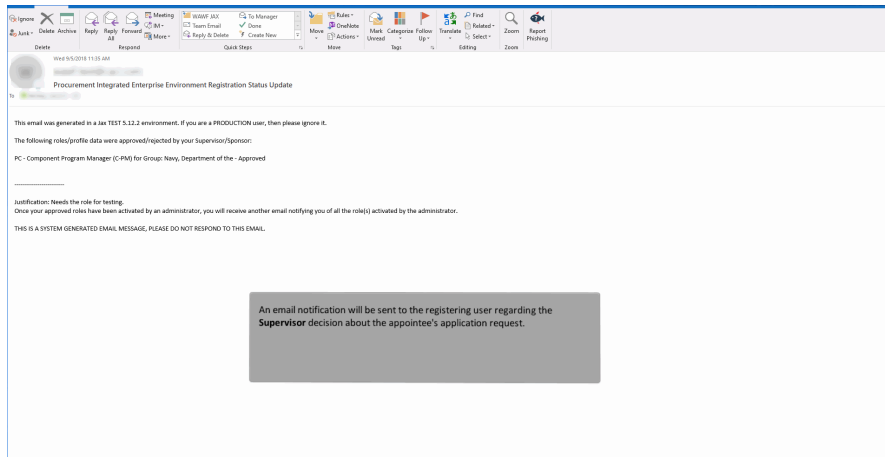 Ignore
Junk
Delete
Archive
Reply
Reply All
Forward
Meeting
IM
More
WAWF JAX
Team Email
Reply & Delete
To Manager
Done
Create New
Move
Rules
OneNote
Actions
Mark Unread
Categorize
Follow Up
Translate
Find
Related
Select
Zoom
Report Phishing
Delete
Respond
Quick Steps
Move
Tags
Editing
Zoom
Wed 9/5/2018 11:35 AM
Procurement Integrated Enterprise Environment Registration Status Update
To
This email was generated in a Jax TEST 5.12.2 environment. If you are a PRODUCTION user, then please ignore it.
The following roles/profile data were approved/rejected by your Supervisor/Sponsor:
PC - Component Program Manager (C-PM) for Group: Navy, Department of the - Approved
------------------------
Justification: Needs the role for testing.
Once your approved roles have been activated by an administrator, you will receive another email notifying you of all the role(s) activated by the administrator.
THIS IS A SYSTEM GENERATED EMAIL MESSAGE, PLEASE DO NOT RESPOND TO THIS EMAIL.
An email notification will be sent to the registering user regarding the
Supervisor decision about the appointee's application request.